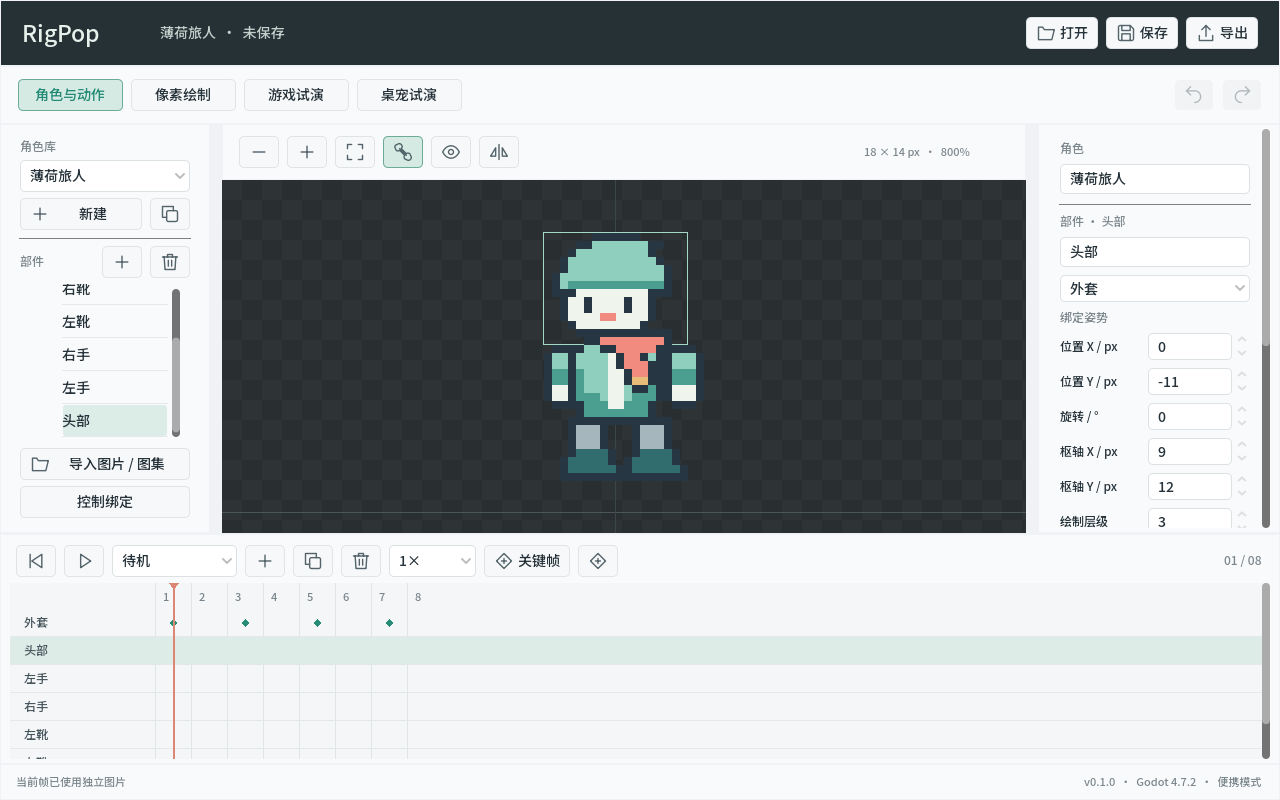 RigPop
薄荷旅人 • 未保存
打开
保存
导出
角色与动作
像素绘制
游戏试演
桌宠试演
角色库
薄荷旅人
新建
部件
右靴
左靴
右手
左手
头部
导入图片 / 图集
控制绑定
18 × 14 px • 800%
角色
薄荷旅人
部件 • 头部
头部
外套
绑定姿势
位置 X / px 0
位置 Y / px -11
旋转 / ° 0
枢轴 X / px 9
枢轴 Y / px 12
绘制层级 3
待机
1×
关键帧
01 / 08
1 2 3 4 5 6 7 8
外套
头部
左手
右手
左靴
当前帧已使用独立图片
v0.1.0 • Godot 4.7.2 • 便携模式